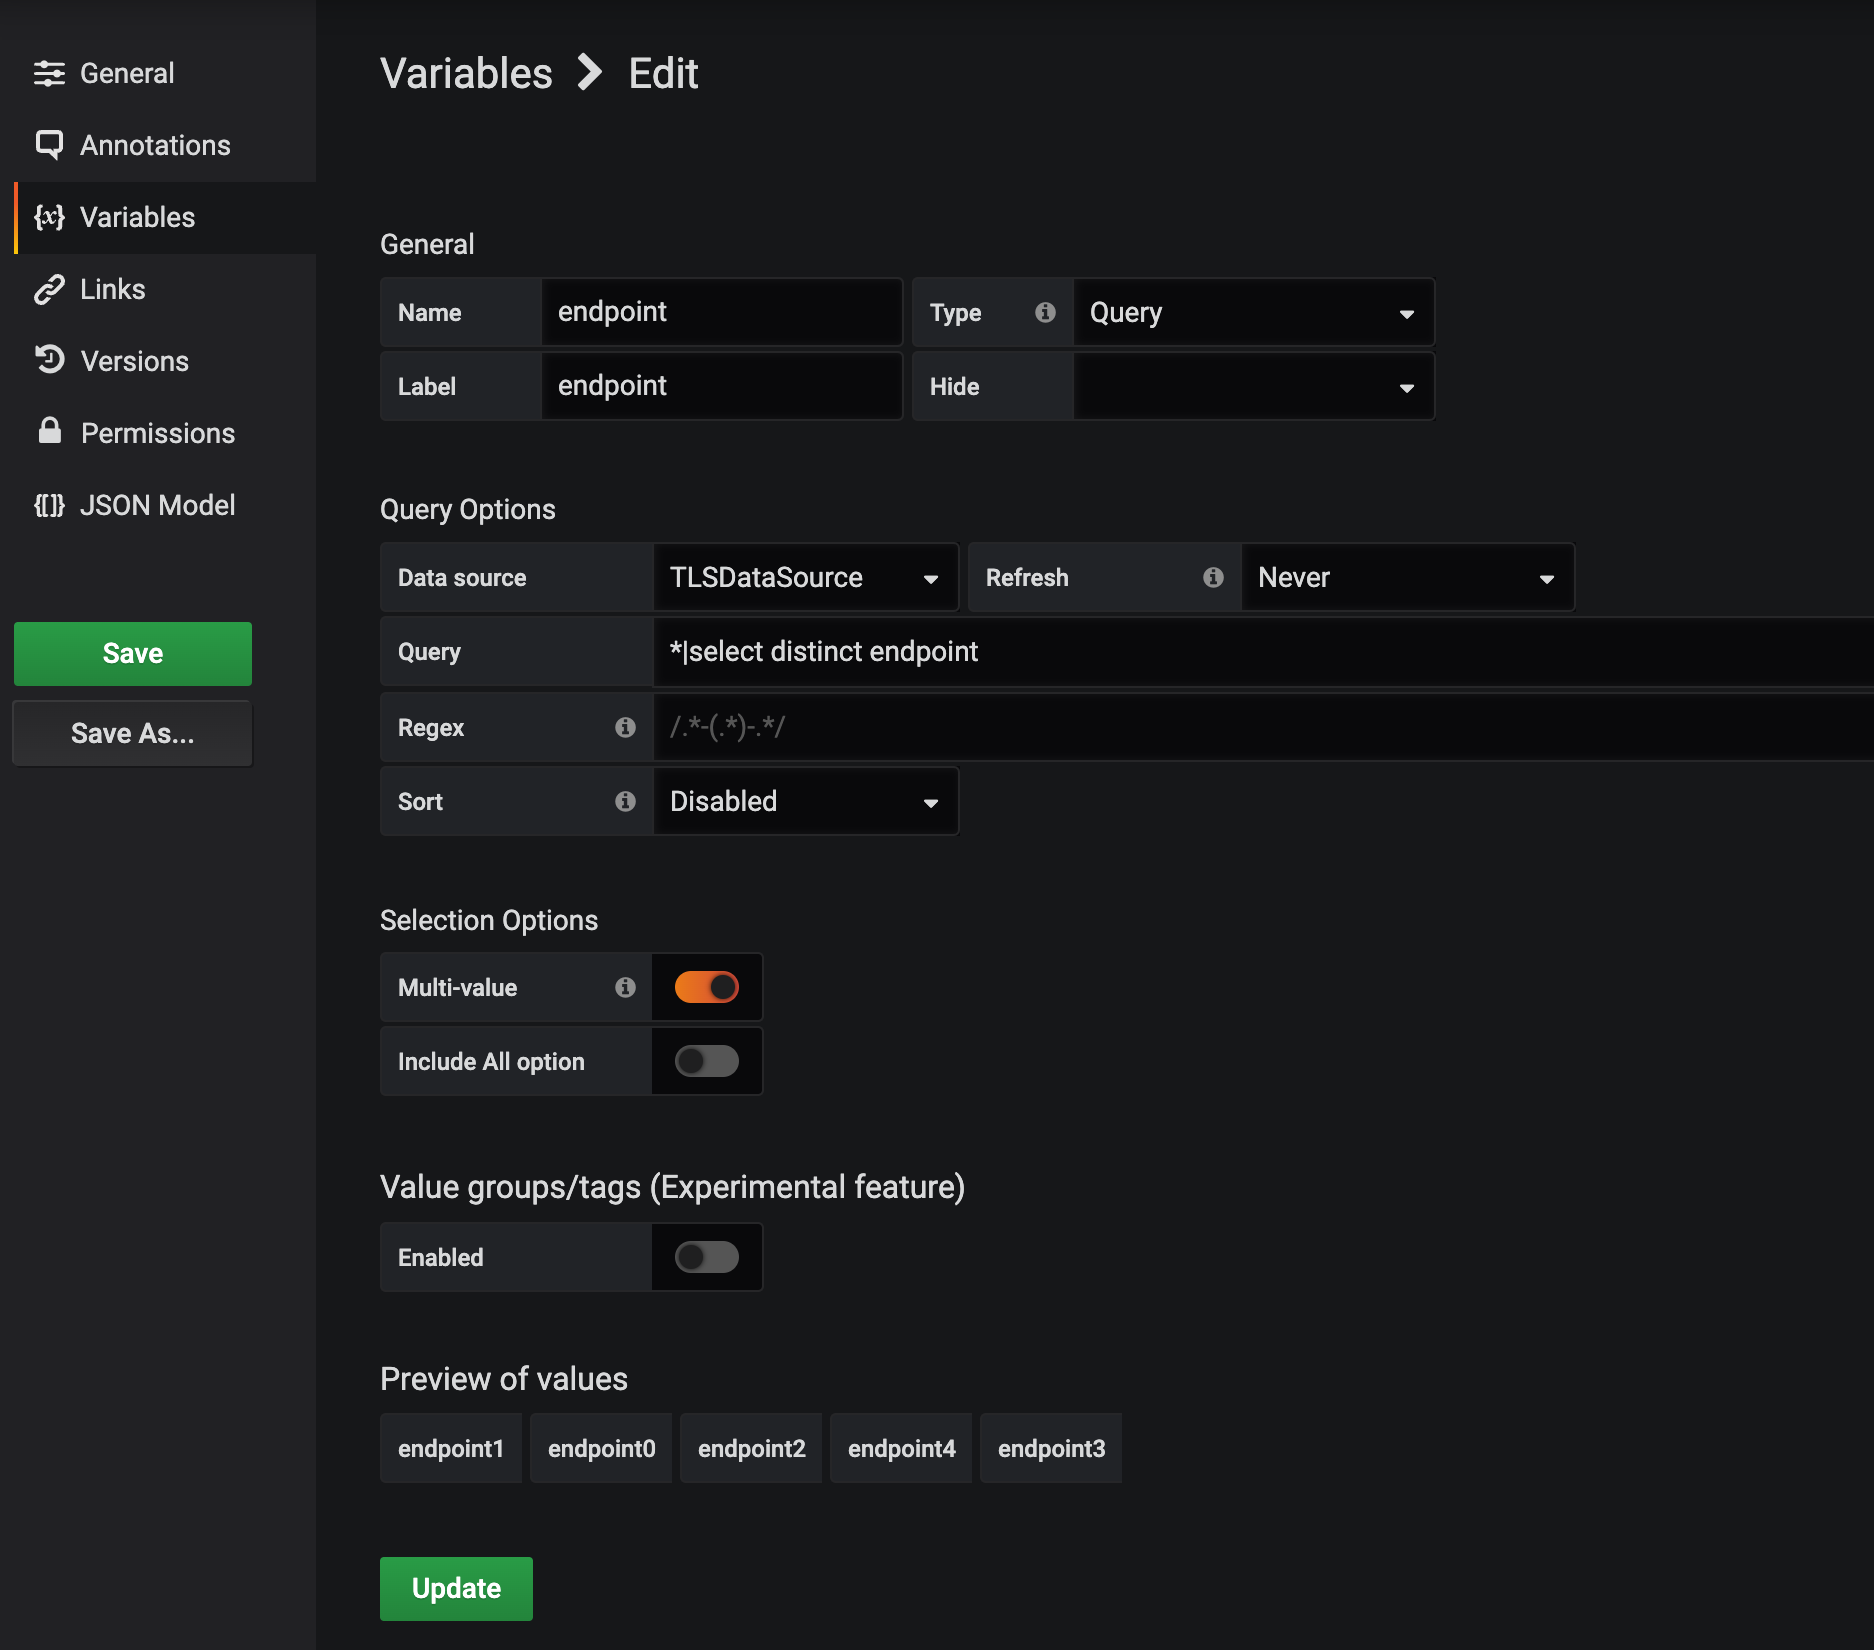 General
Annotations
{x} Variables
Links
Versions
Permissions
{[]} JSON Model
Save
Save As...
Variables Edit
General
Name endpoint Type Query
Label endpoint Hide
Query Options
Data source TLSDataSource Refresh Never
Query *|select distinct endpoint
Regex /.*-(.*)-.*/
Sort Disabled
Selection Options
Multi-value
Include All option
Value groups/tags (Experimental feature)
Enabled
Preview of values
endpoint1 endpoint0 endpoint2 endpoint4 endpoint3
Update